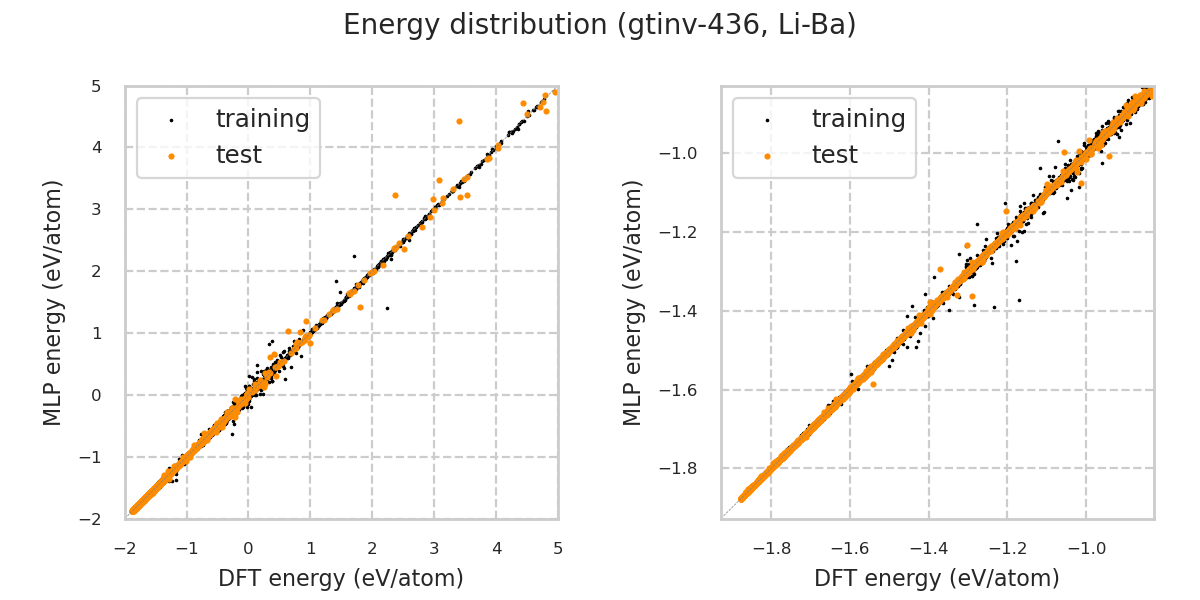 Energy distribution (gtinv-436, Li-Ba)
training
test
5
4
3
2
1
0
−1
−2
−2
−1
0
1
2
3
4
5
MLP energy (eV/atom)
DFT energy (eV/atom)
training
test
−1.0
−1.2
−1.4
−1.6
−1.8
−1.8
−1.6
−1.4
−1.2
−1.0
MLP energy (eV/atom)
DFT energy (eV/atom)